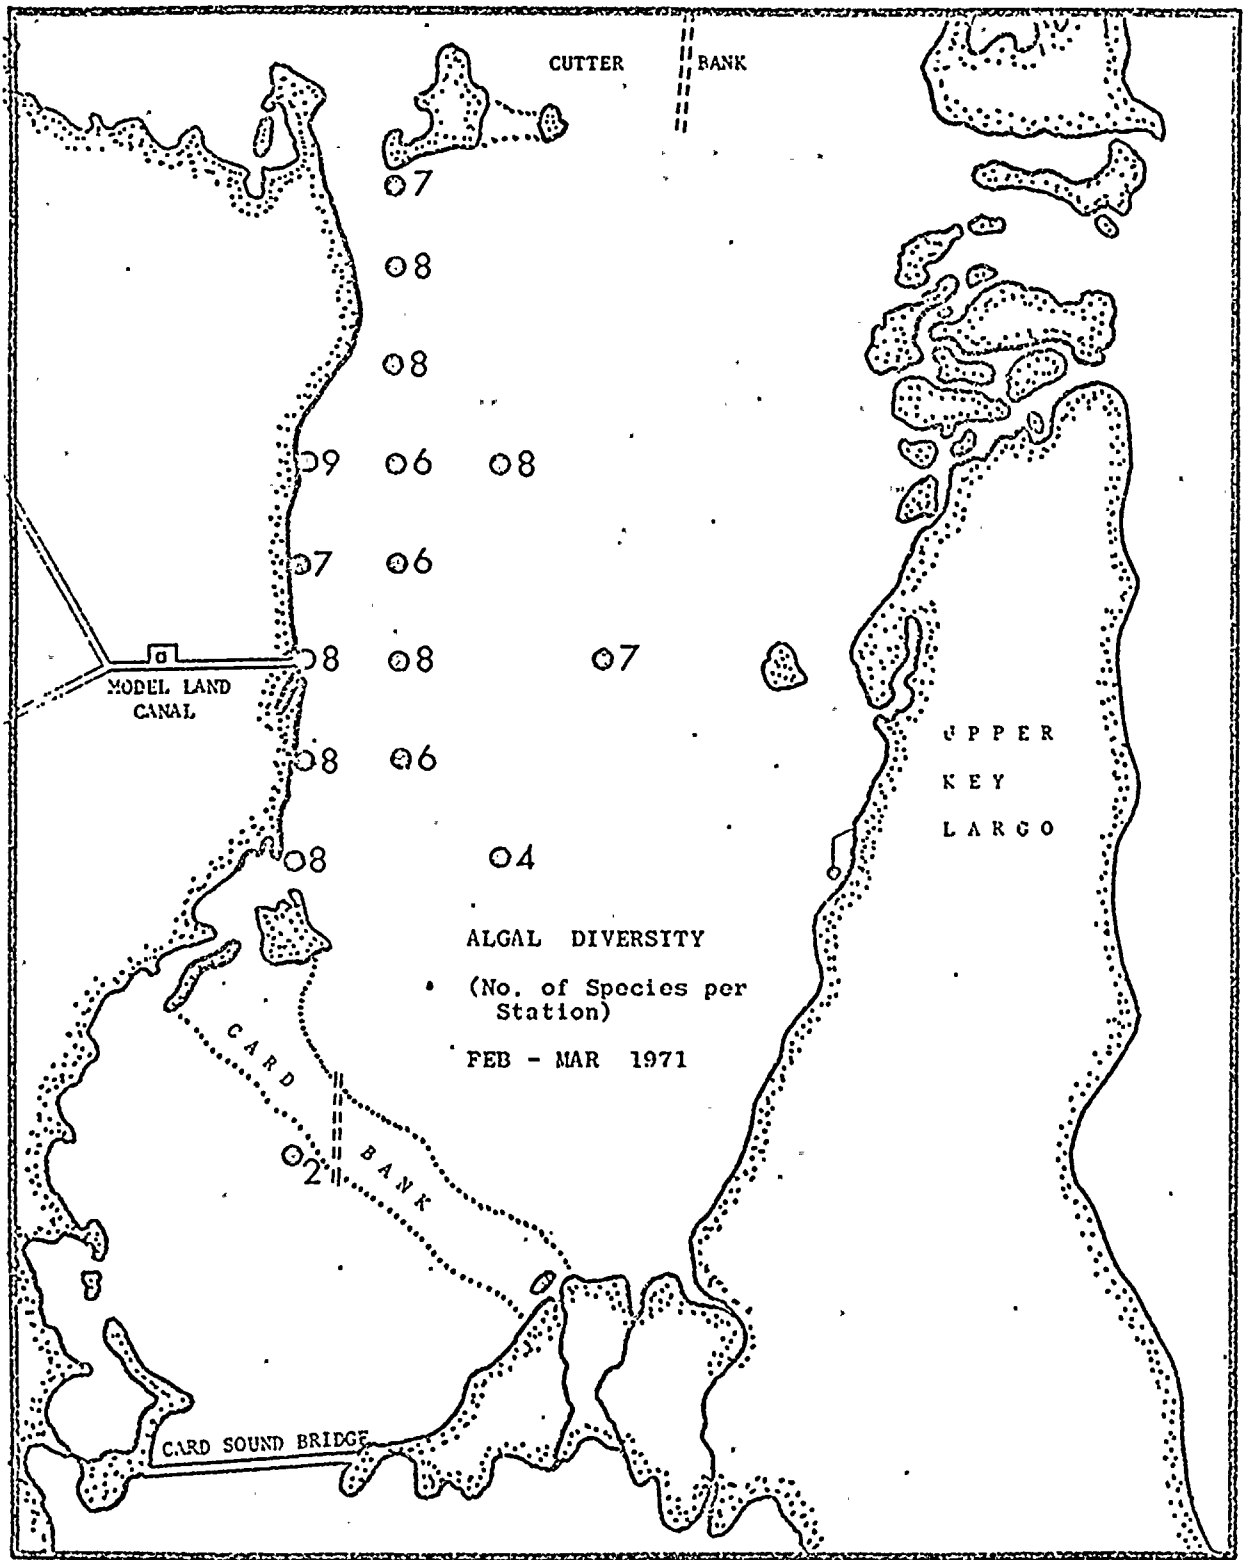 CUTTER BANK
7
8
8
9 6 8
7 6
8 8 7
MODEL LAND
CANAL
UPPER
KEY
LARGO
8 6
8 4
ALGAL DIVERSITY
(No. of Species per
Station)
FEB - MAR 1971
CARD
BANK
2
CARD SOUND BRIDGE